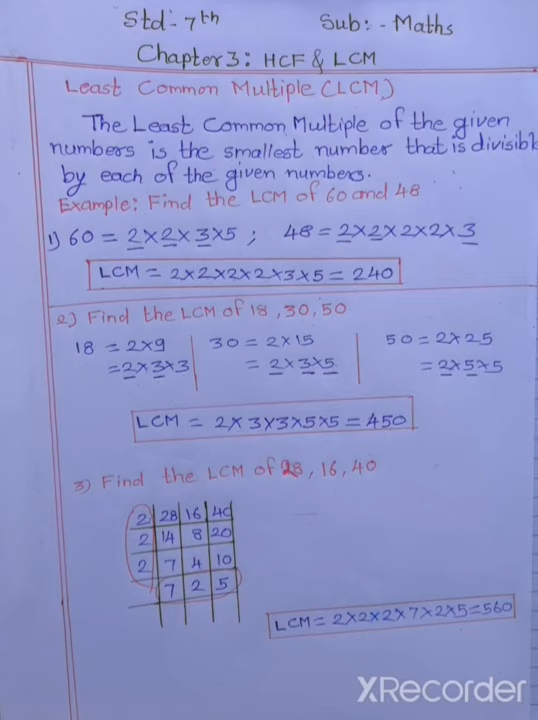 Std:- 7th Sub: - Maths
Chapter 3: HCF & LCM
Least Common Multiple (LCM)
The Least Common Multiple of the given
numbers is the smallest number that is divisibl
by each of the given numbers.
Example: Find the LCM of 60 and 48
1) 60 = 2×2×3×5 ; 48 = 2×2×2×2×3
LCM = 2×2×2×2×3×5 = 240
2) Find the LCM of 18, 30, 50
18 = 2×9 30 = 2×15 50 = 2×25
= 2×3×3 = 2×3×5 = 2×5×5
LCM = 2×3×3×5×5 = 450
3) Find the LCM of 28, 16, 40
2 28 16 40
2 14 8 20
2 7 4 10
7 2 5
LCM = 2×2×2×7×2×5=560
XRecorder